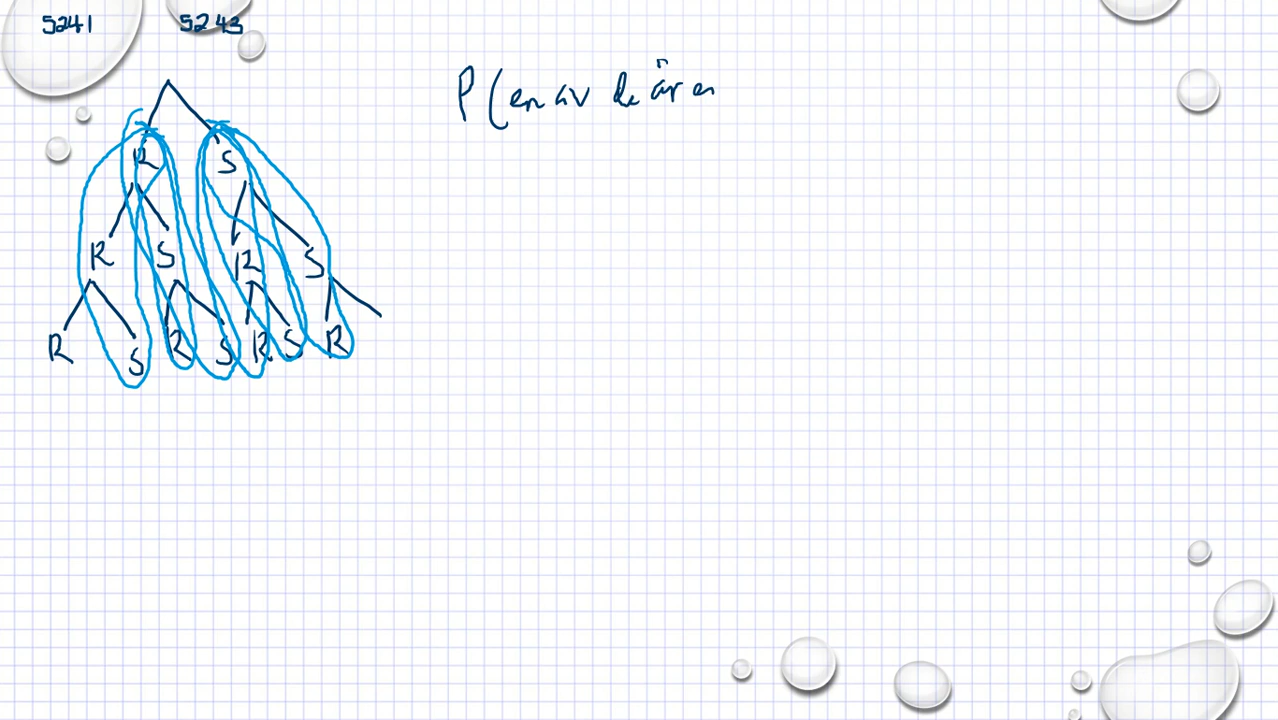 5241 5243
P(en av de är en
R S
R S R S
R S R S R S R